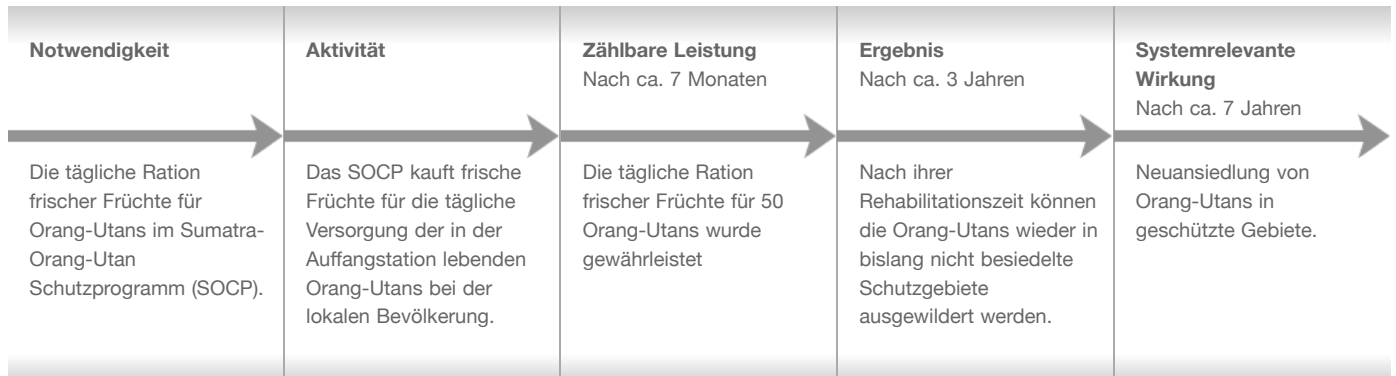 Notwendigkeit
Die tägliche Ration
frischer Früchte für
Orang-Utans im Sumatra-
Orang-Utan
Schutzprogramm (SOCP).
Aktivität
Das SOCP kauft frische
Früchte für die tägliche
Versorgung der in der
Auffangstation lebenden
Orang-Utans bei der
lokalen Bevölkerung.
Zählbare Leistung
Nach ca. 7 Monaten
Die tägliche Ration
frischer Früchte für 50
Orang-Utans wurde
gewährleistet
Ergebnis
Nach ca. 3 Jahren
Nach ihrer
Rehabilitationszeit können
die Orang-Utans wieder in
bislang nicht besiedelte
Schutzgebiete
ausgewildert werden.
Systemrelevante
Wirkung
Nach ca. 7 Jahren
Neuansiedlung von
Orang-Utans in
geschützte Gebiete.